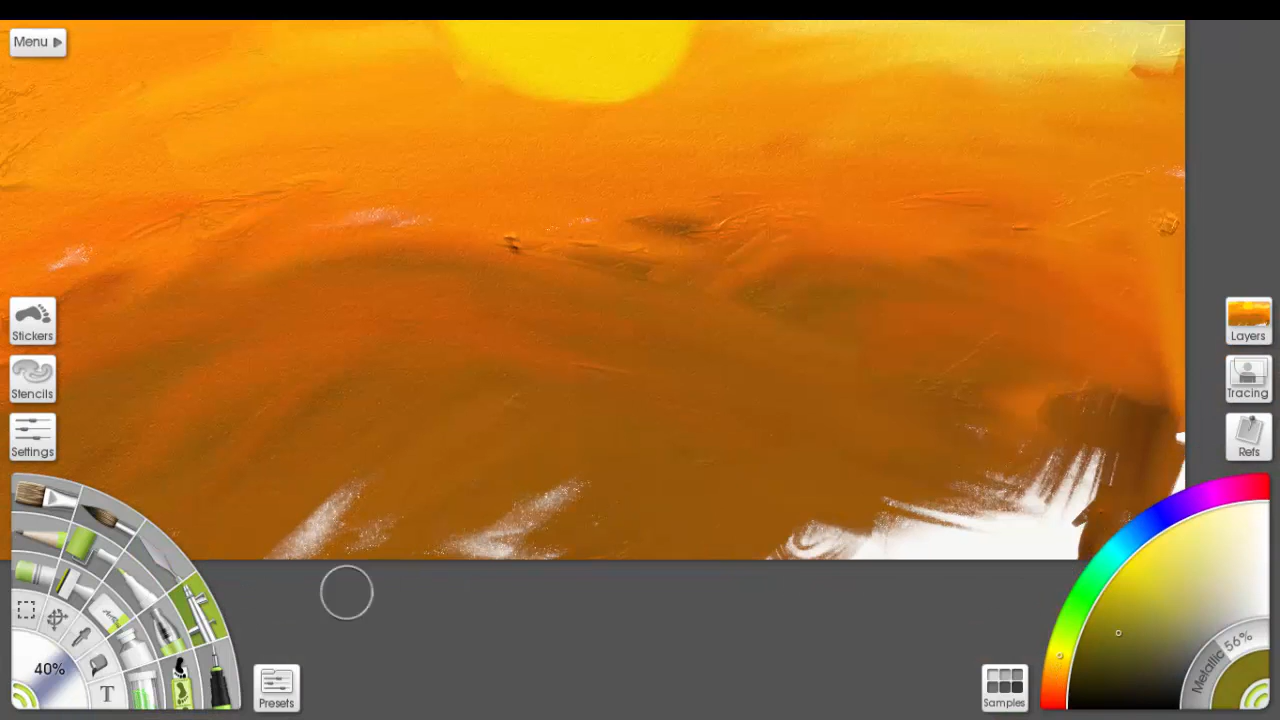 Menu
Stickers
Stencils
Settings
Layers
Tracing
Refs
40%
T
Presets
Samples
Metallic 56%